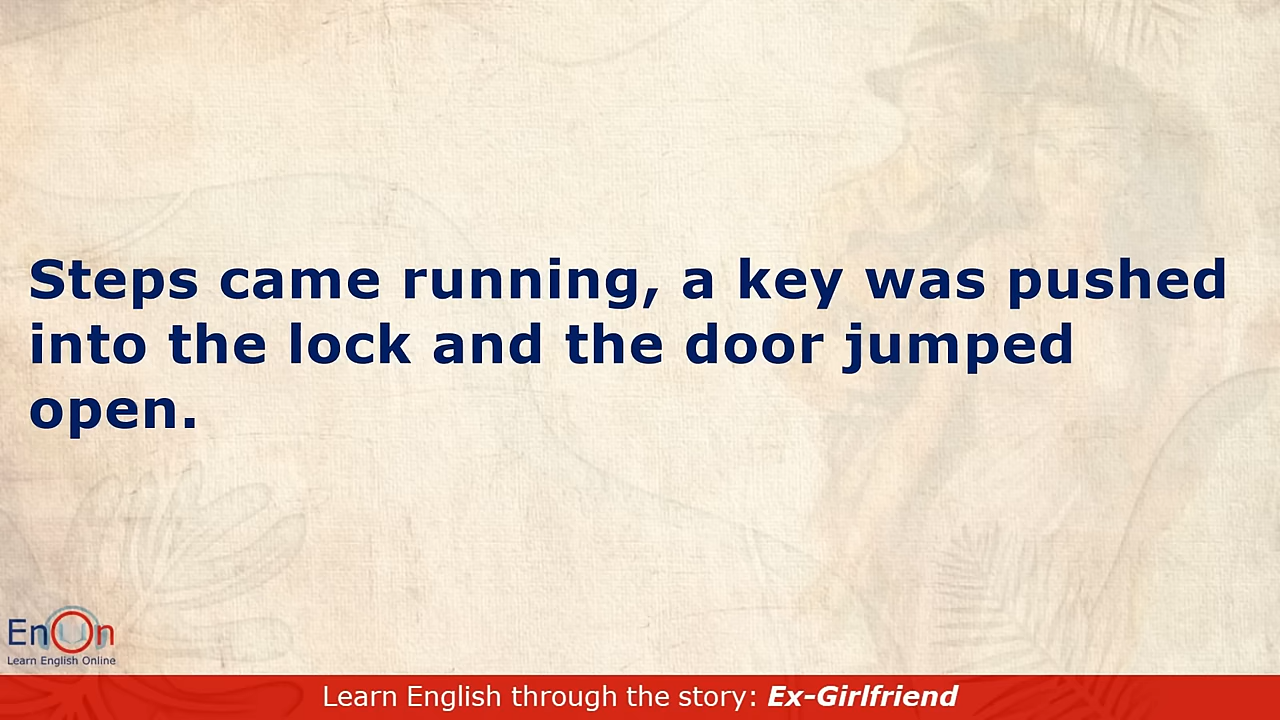 Steps came running, a key was pushed
into the lock and the door jumped
open.
EnOn
Learn English Online
Learn English through the story: Ex-Girlfriend